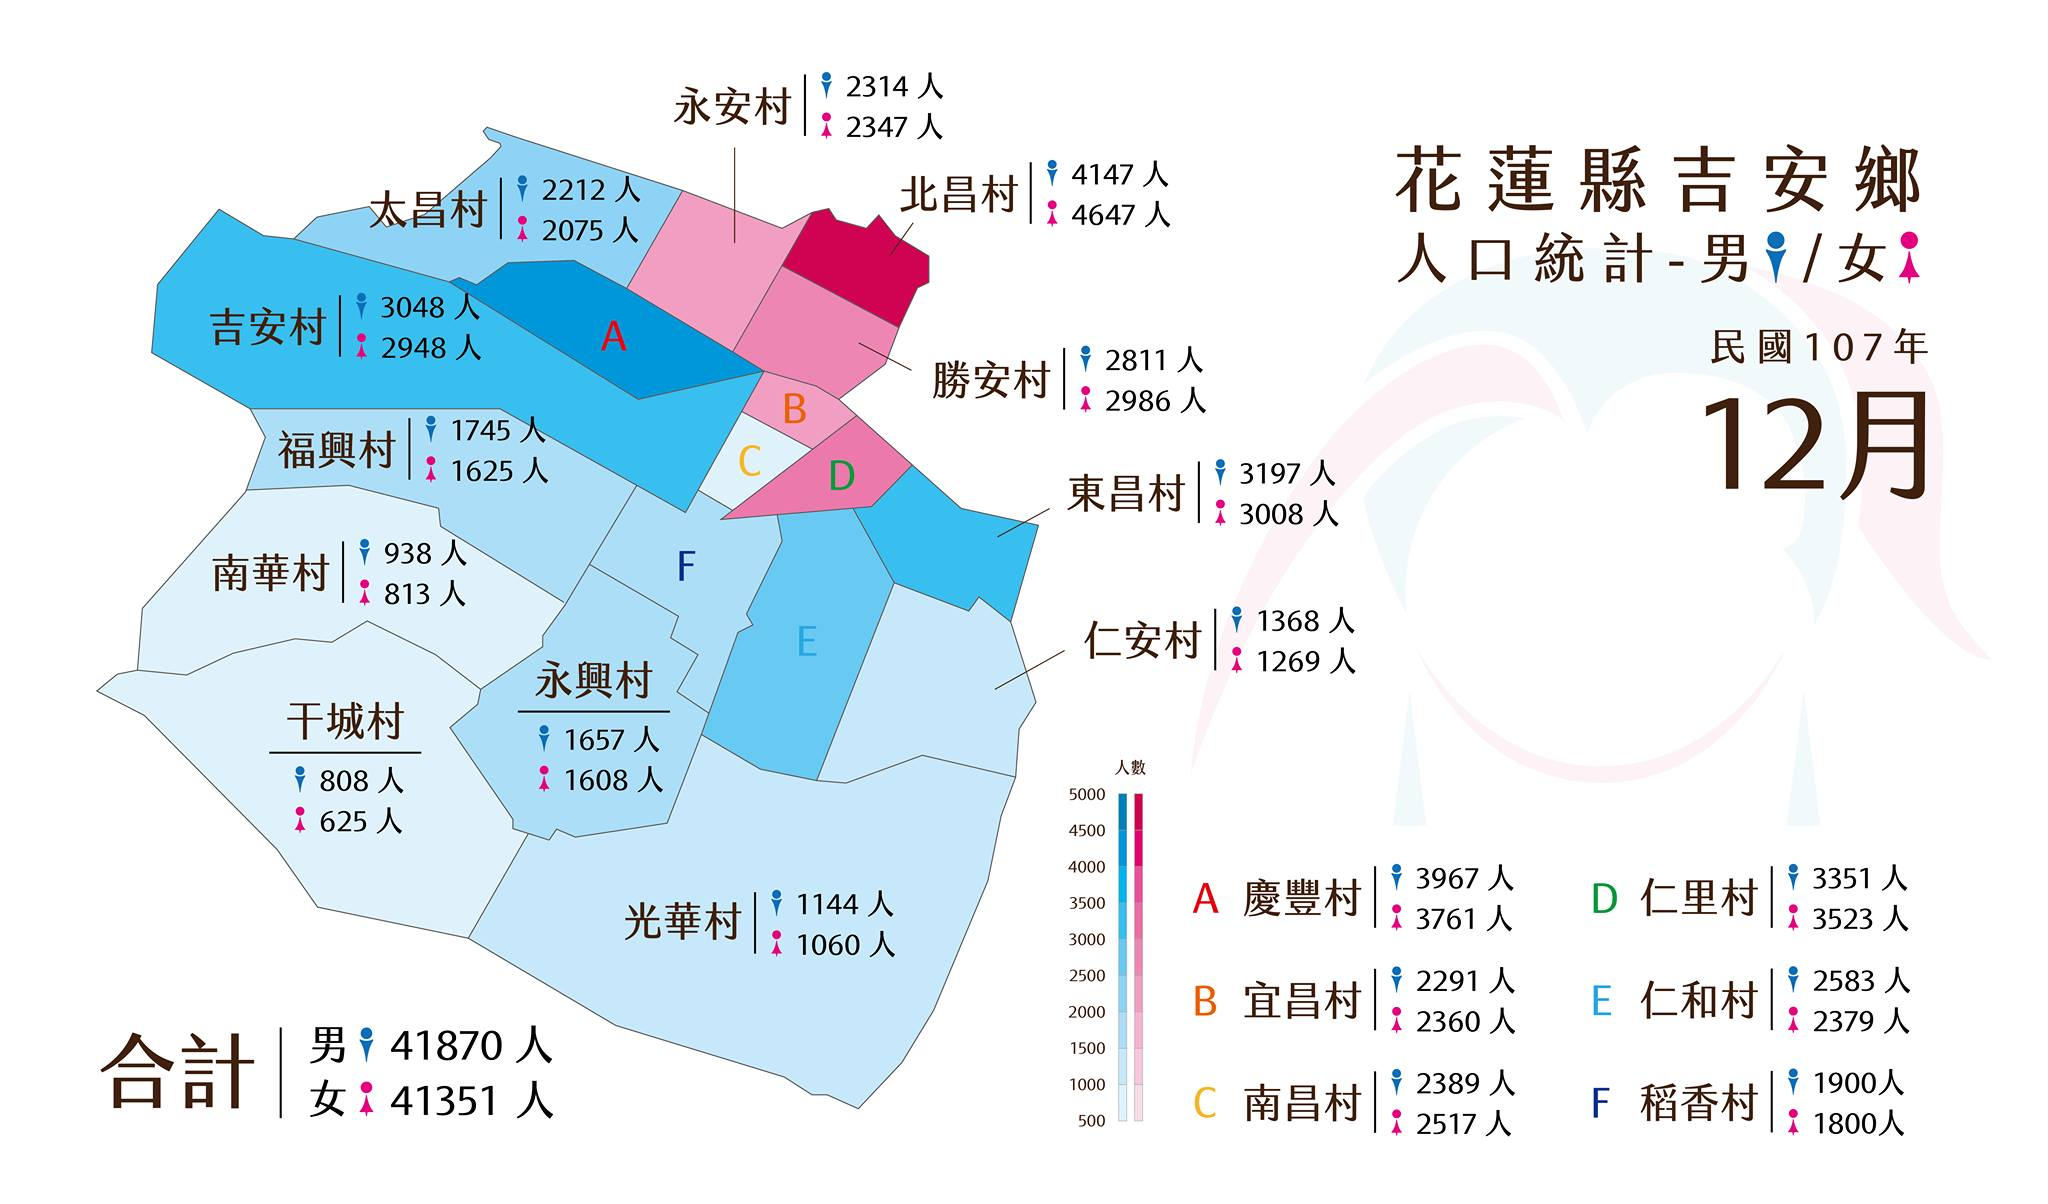 花蓮縣吉安鄉
人口統計-男/女
民國107年
12月
永安村
2314 人
2347 人
北昌村
4147 人
4647 人
太昌村
2212 人
2075 人
吉安村
3048 人
2948 人
A
勝安村
2811 人
2986 人
B
C
D
福興村
1745 人
1625 人
東昌村
3197 人
3008 人
南華村
938 人
813 人
F
E
仁安村
1368 人
1269 人
永興村
1657 人
1608 人
干城村
808 人
625 人
光華村
1144 人
1060 人
人數
5000
4500
4000
3500
3000
2500
2000
1500
1000
500
A 慶豐村
3967 人
3761 人
B 宜昌村
2291 人
2360 人
C 南昌村
2389 人
2517 人
D 仁里村
3351 人
3523 人
E 仁和村
2583 人
2379 人
F 稻香村
1900人
1800人
合計
男 41870 人
女 41351 人